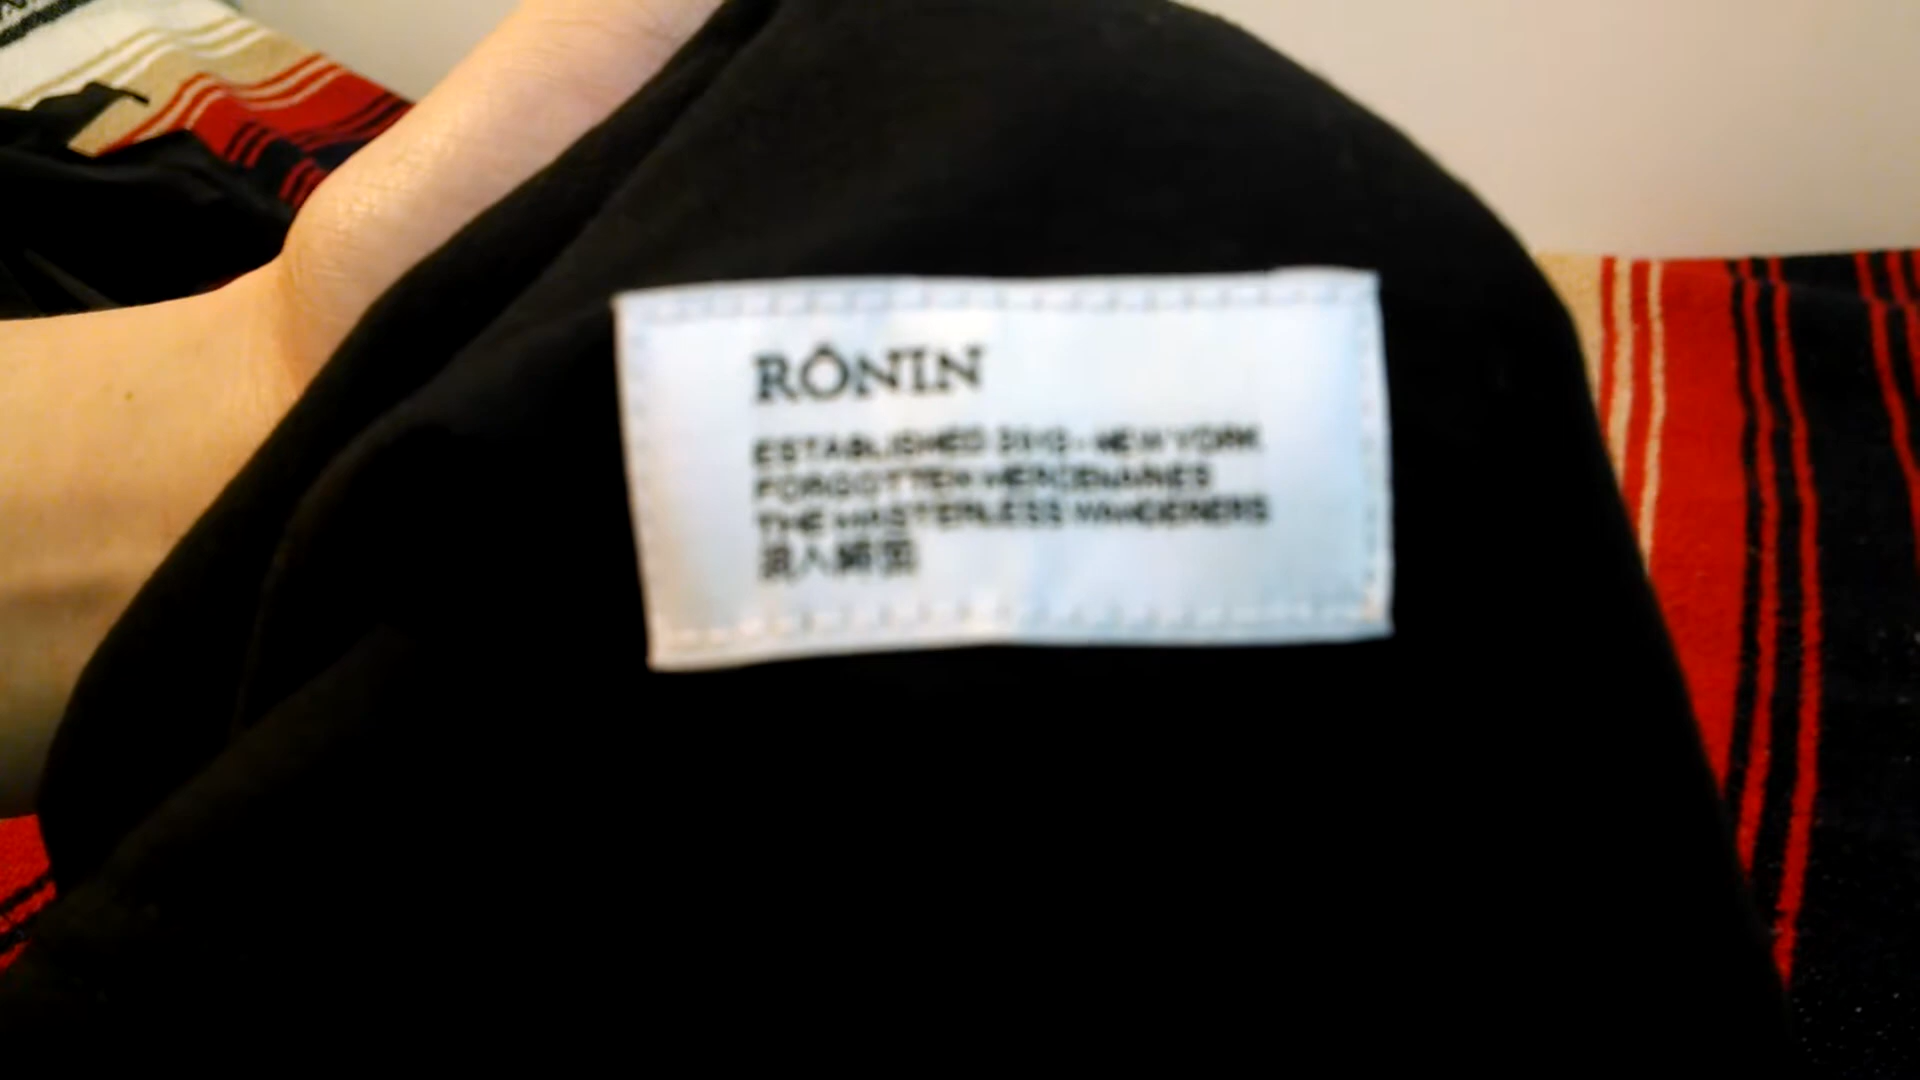 RÔNIN
ESTABLISHED - NEW YORK
FORGOTTEN MERCENARIES
THE MASTERLESS WANDERERS
浪人